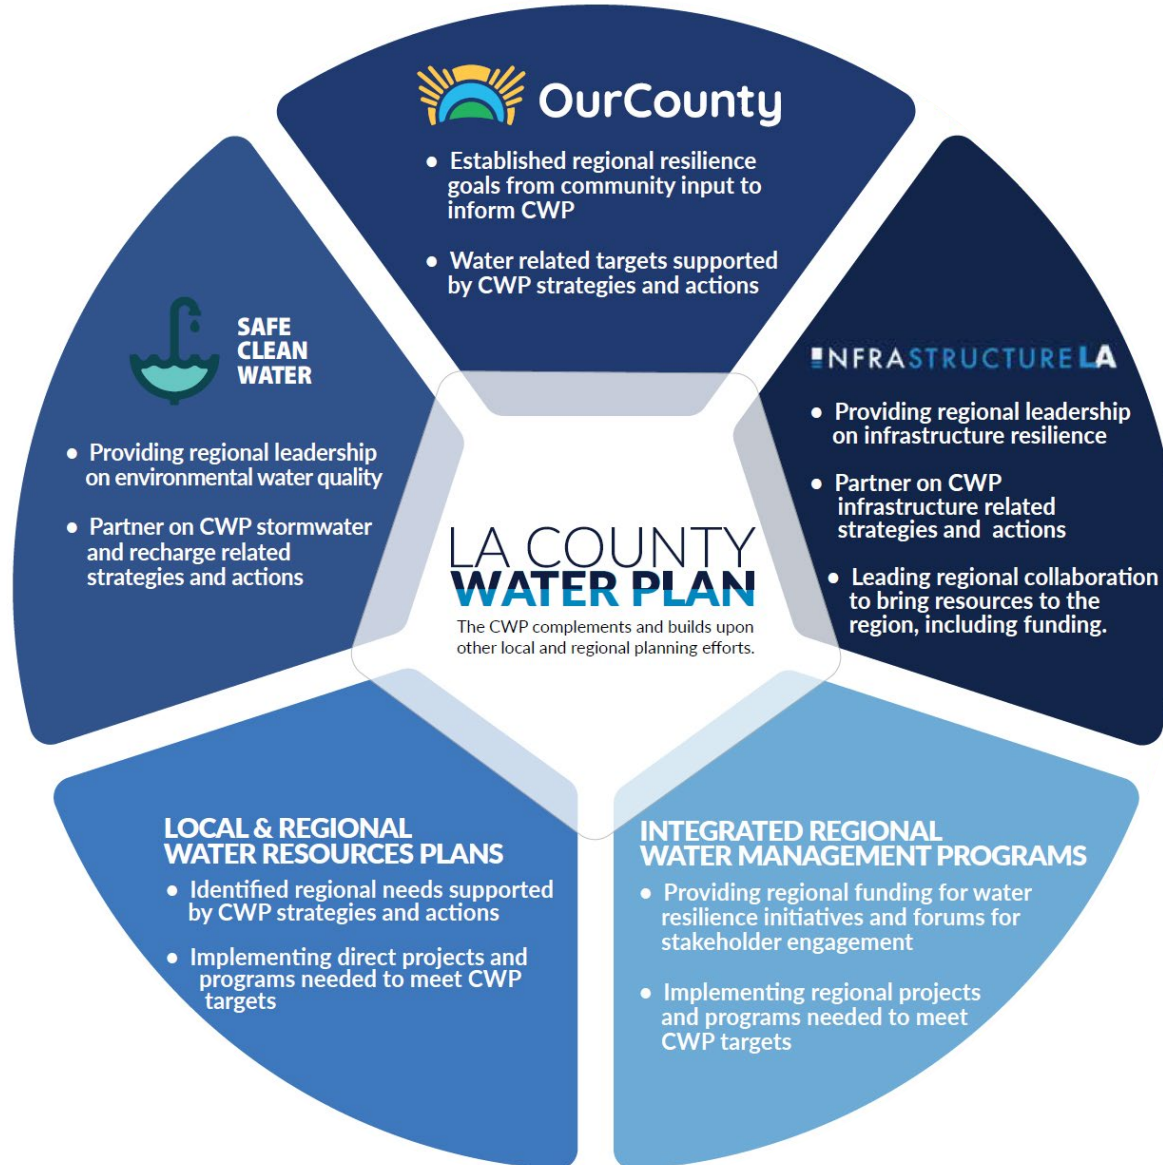 OurCounty
• Established regional resilience
goals from community input to
inform CWP
• Water related targets supported
by CWP strategies and actions
SAFE
CLEAN
WATER
• Providing regional leadership
on environmental water quality
• Partner on CWP stormwater
and recharge related
strategies and actions
INFRASTRUCTURE LA
• Providing regional leadership
on infrastructure resilience
• Partner on CWP
infrastructure related
strategies and actions
• Leading regional collaboration
to bring resources to the
region, including funding.
LA COUNTY
WATER PLAN
The CWP complements and builds upon
other local and regional planning efforts.
LOCAL & REGIONAL
WATER RESOURCES PLANS
• Identified regional needs supported
by CWP strategies and actions
• Implementing direct projects and
programs needed to meet CWP
targets
INTEGRATED REGIONAL
WATER MANAGEMENT PROGRAMS
• Providing regional funding for water
resilience initiatives and forums for
stakeholder engagement
• Implementing regional projects
and programs needed to meet
CWP targets